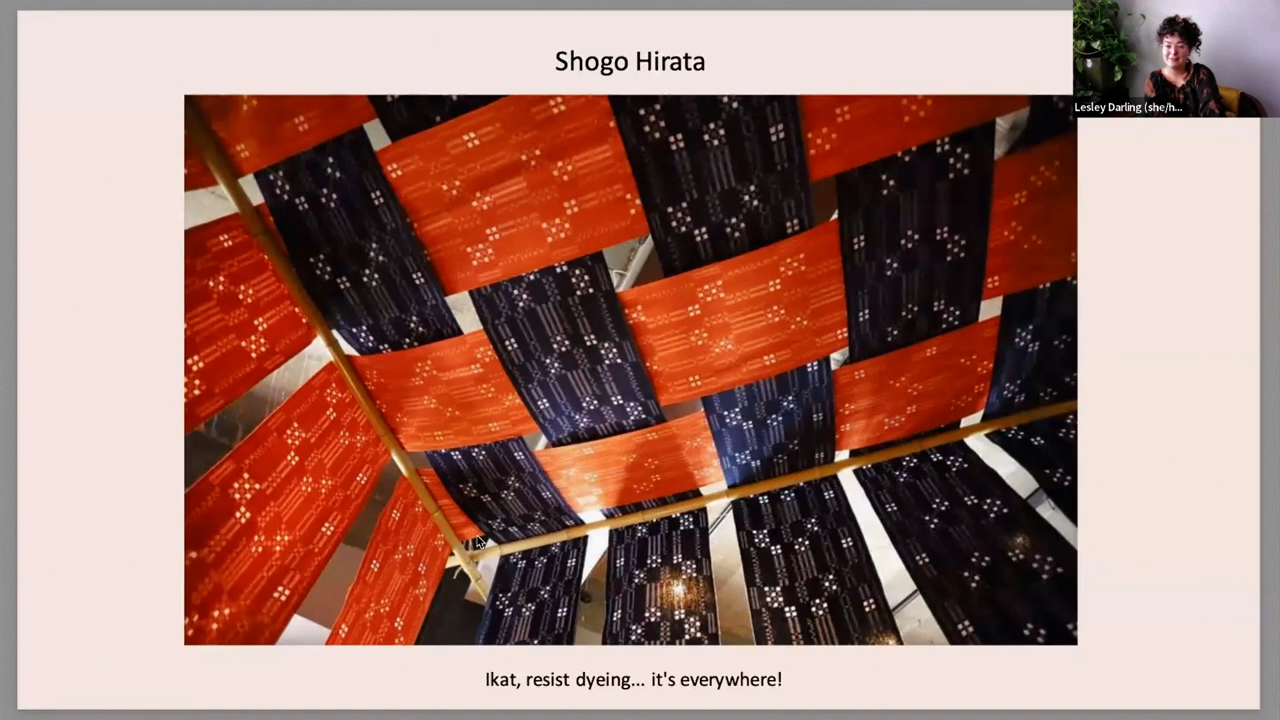 Shogo Hirata
Lesley Darling (she/h...
Ikat, resist dyeing... it's everywhere!